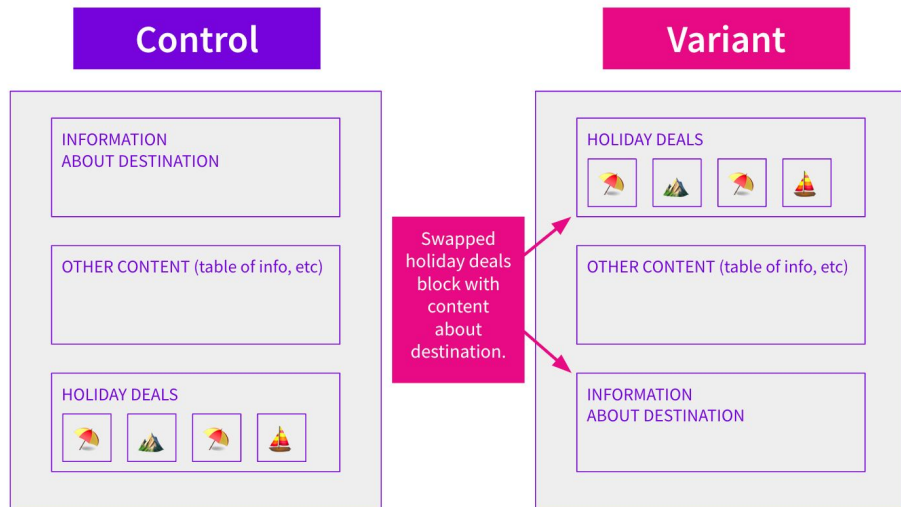 Control
INFORMATION
ABOUT DESTINATION
OTHER CONTENT (table of info, etc)
HOLIDAY DEALS
Swapped
holiday deals
block with
content
about
destination.
Variant
HOLIDAY DEALS
OTHER CONTENT (table of info, etc)
INFORMATION
ABOUT DESTINATION